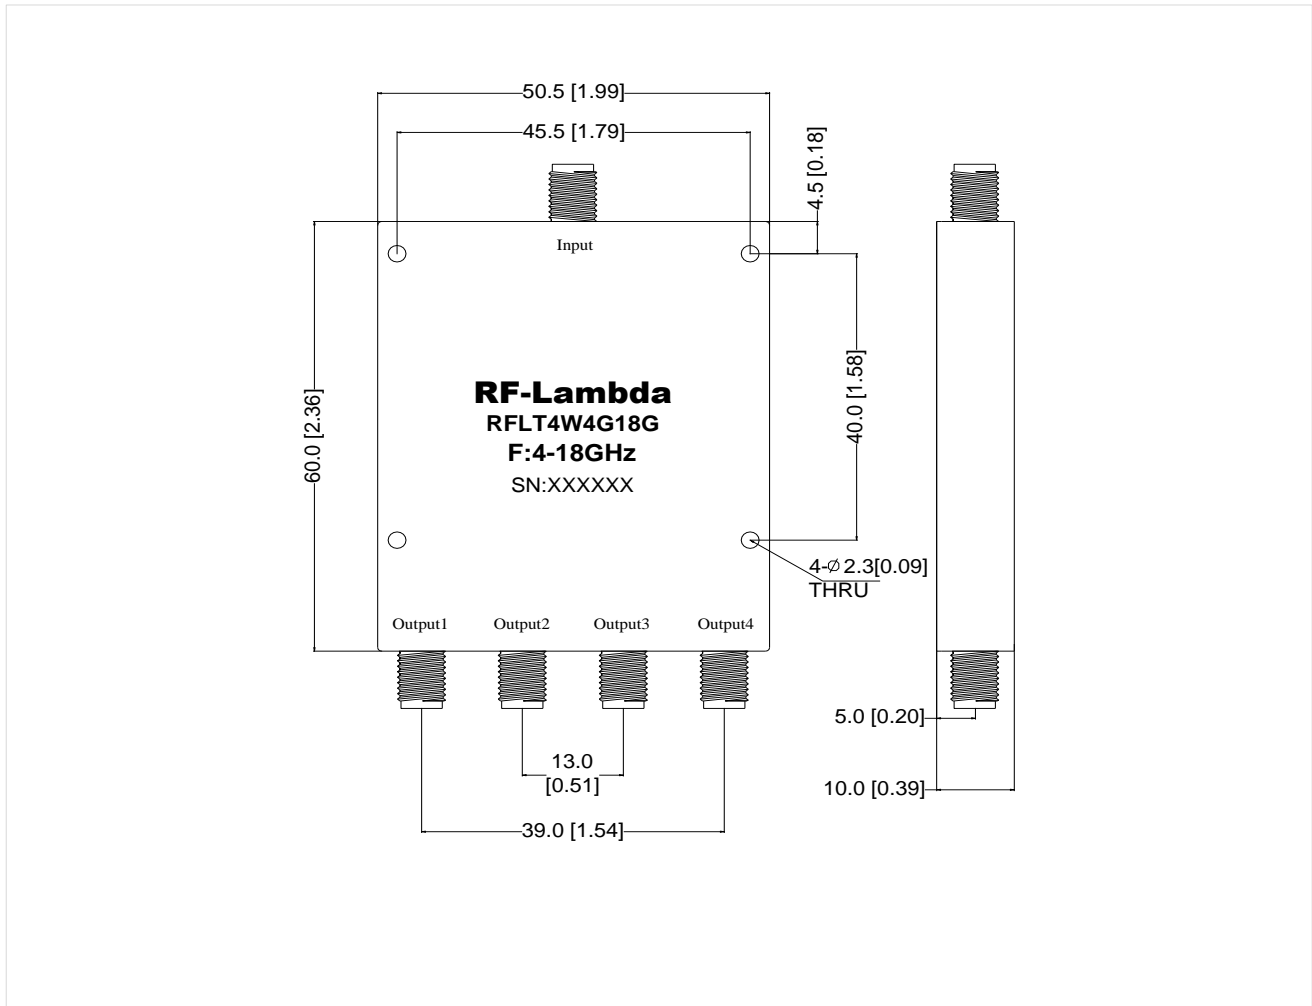 50.5 [1.99]
45.5 [1.79]
4.5 [0.18]
Input
60.0 [2.36]
40.0 [1.58]
RF-Lambda
RFLT4W4G18G
F:4-18GHz
SN:XXXXXX
4-∅ 2.3[0.09]
THRU
Output1 Output2 Output3 Output4
5.0 [0.20]
13.0
[0.51]
10.0 [0.39]
39.0 [1.54]